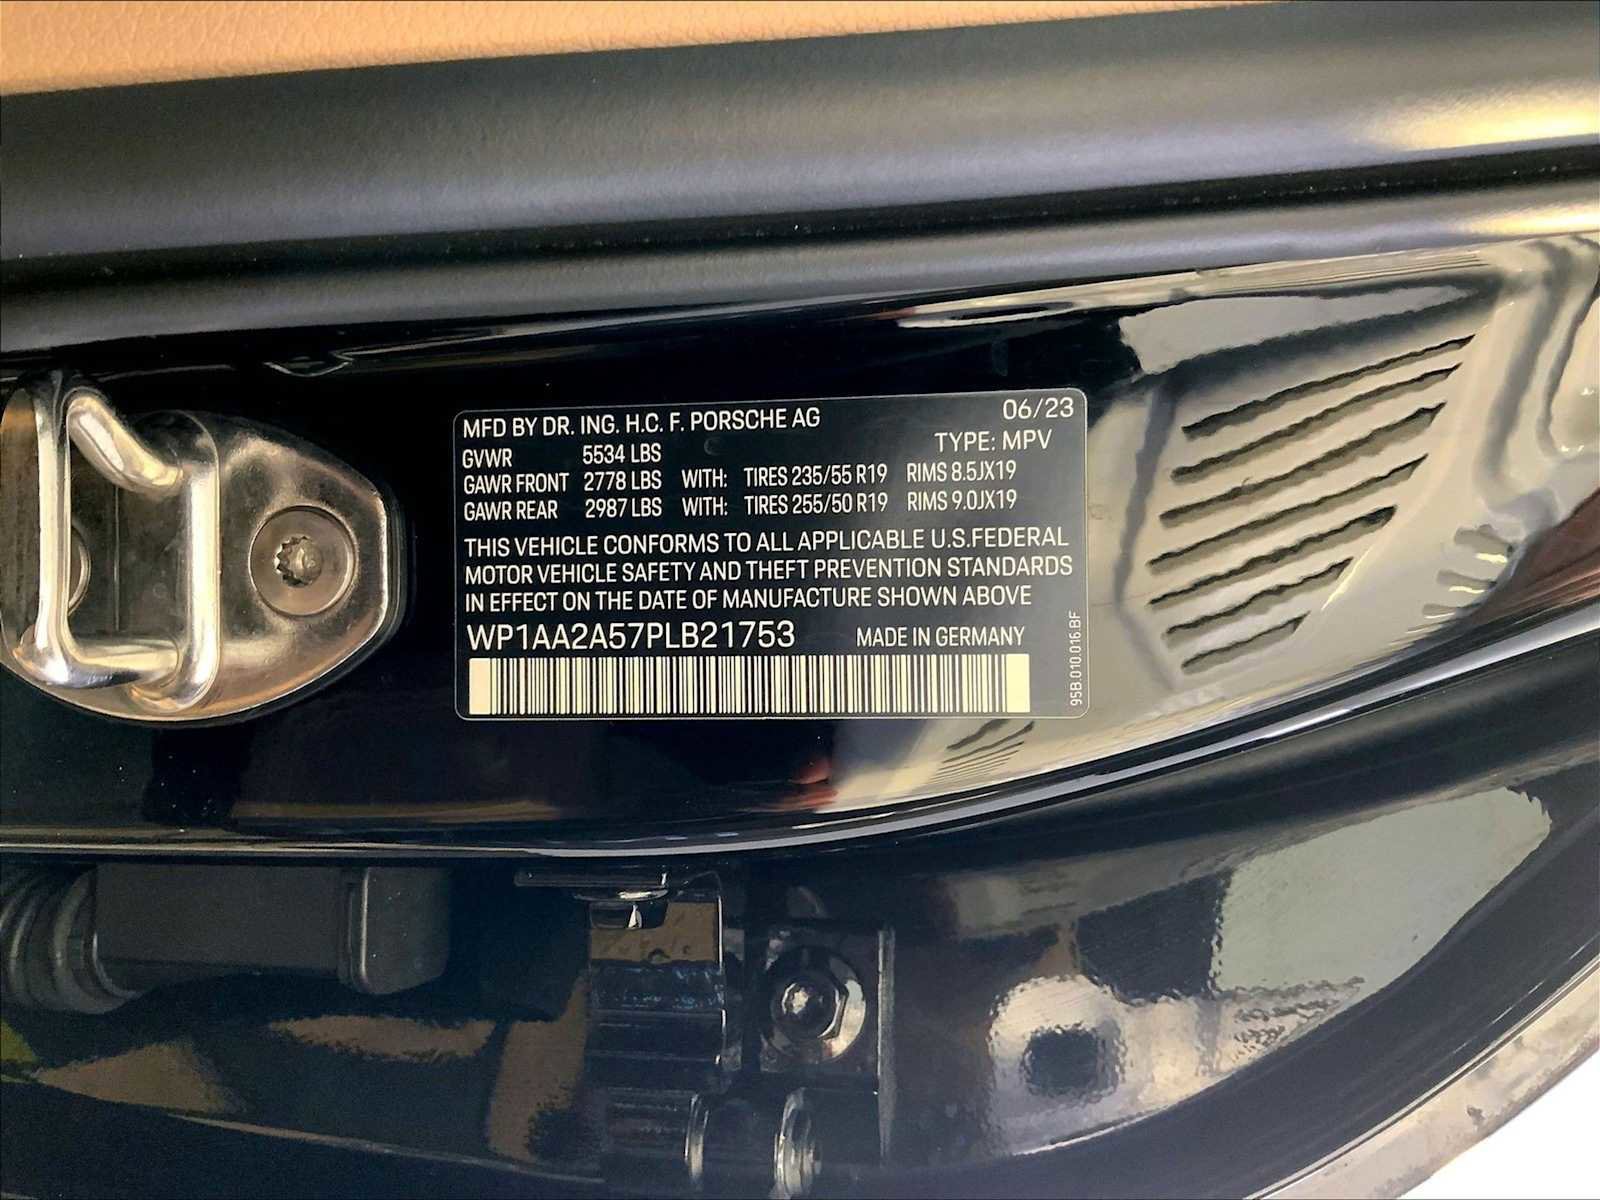 MFD BY DR. ING. H.C. F. PORSCHE AG 06/23
GVWR 5534 LBS TYPE: MPV
GAWR FRONT 2778 LBS WITH: TIRES 235/55 R19 RIMS 8.5JX19
GAWR REAR 2987 LBS WITH: TIRES 255/50 R19 RIMS 9.0JX19
THIS VEHICLE CONFORMS TO ALL APPLICABLE U.S.FEDERAL
MOTOR VEHICLE SAFETY AND THEFT PREVENTION STANDARDS
IN EFFECT ON THE DATE OF MANUFACTURE SHOWN ABOVE
WP1AA2A57PLB21753 MADE IN GERMANY
95B.010.016.BF